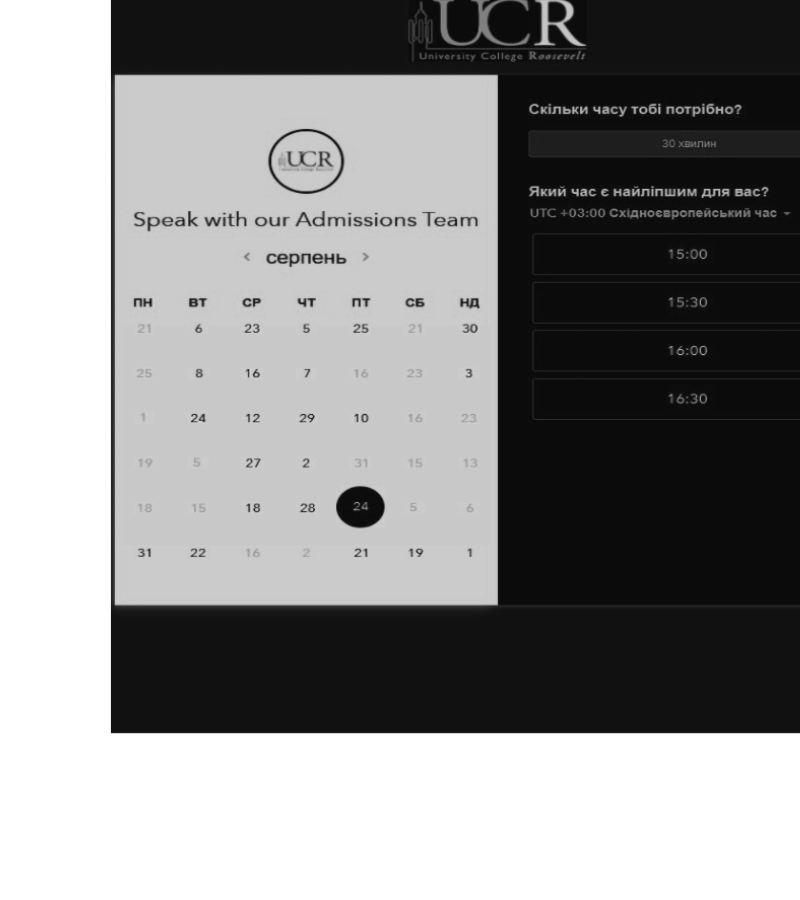 UCR
University College Roosevelt
UCR
Speak with our Admissions Team
< серпень >
ПН ВТ СР ЧТ ПТ СБ НД
21 6 23 5 25 21 30
25 8 16 7 16 23 3
1 24 12 29 10 16 23
19 5 27 2 31 15 13
18 15 18 28 24 5 6
31 22 16 2 21 19 1
Скільки часу тобі потрібно?
30 хвилин
Який час є найліпшим для вас?
UTC +03:00 Східноєвропейський час
15:00
15:30
16:00
16:30